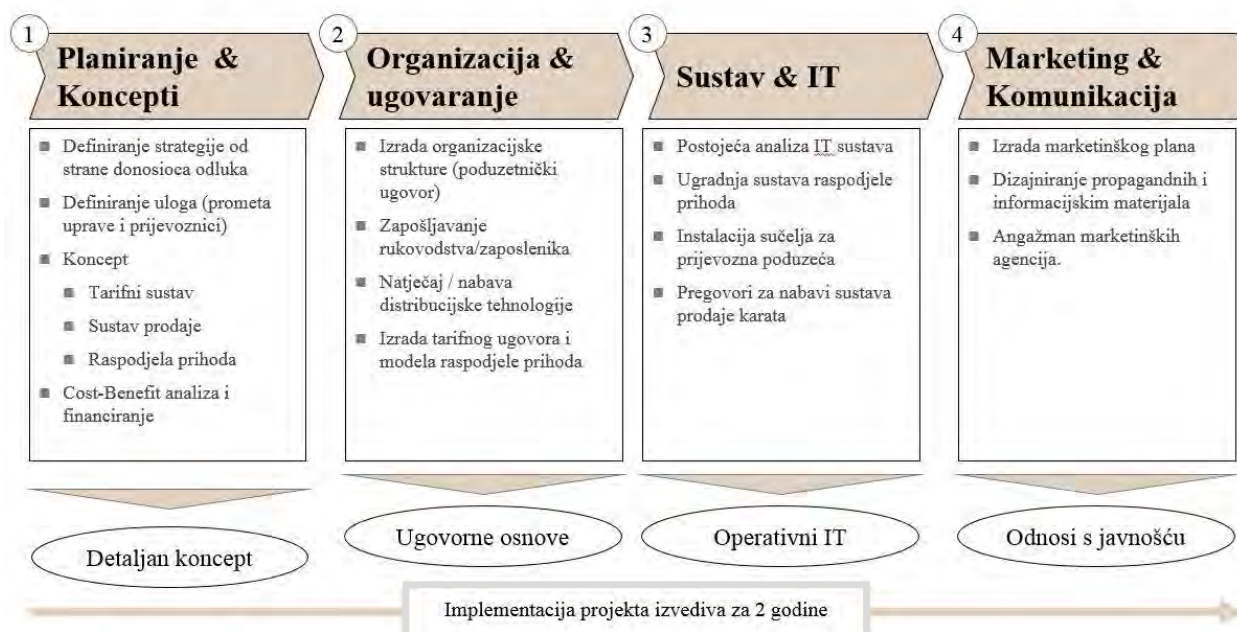 1
Planiranje &
Koncepti
Definiranje strategije od
strane donosioca odluka
Definiranje uloga (prometa
uprave i prijevoznici)
Koncept
Tarifni sustav
Sustav prodaje
Raspodjela prihoda
Cost-Benefit analiza i
financiranje
Detaljan koncept
2
Organizacija &
ugovaranje
Izrada organizacijske
strukture (poduzetnički
ugovor)
Zapošljavanje
rukovodstva/zaposlenika
Natječaj / nabava
distribucijske tehnologije
Izrada tarifnog ugovora i
modela raspodjele prihoda
Ugovorne osnove
3
Sustav & IT
Postojeća analiza IT sustava
Ugradnja sustava raspodjele
prihoda
Instalacija sučelja za
prijevozna poduzeća
Pregovori za nabavi sustava
prodaje karata
Operativni IT
4
Marketing &
Komunikacija
Izrada marketinškog plana
Dizajniranje propagandnih i
informacijskim materijala
Angažman marketinških
agencija.
Odnosi s javnošću
Implementacija projekta izvediva za 2 godine